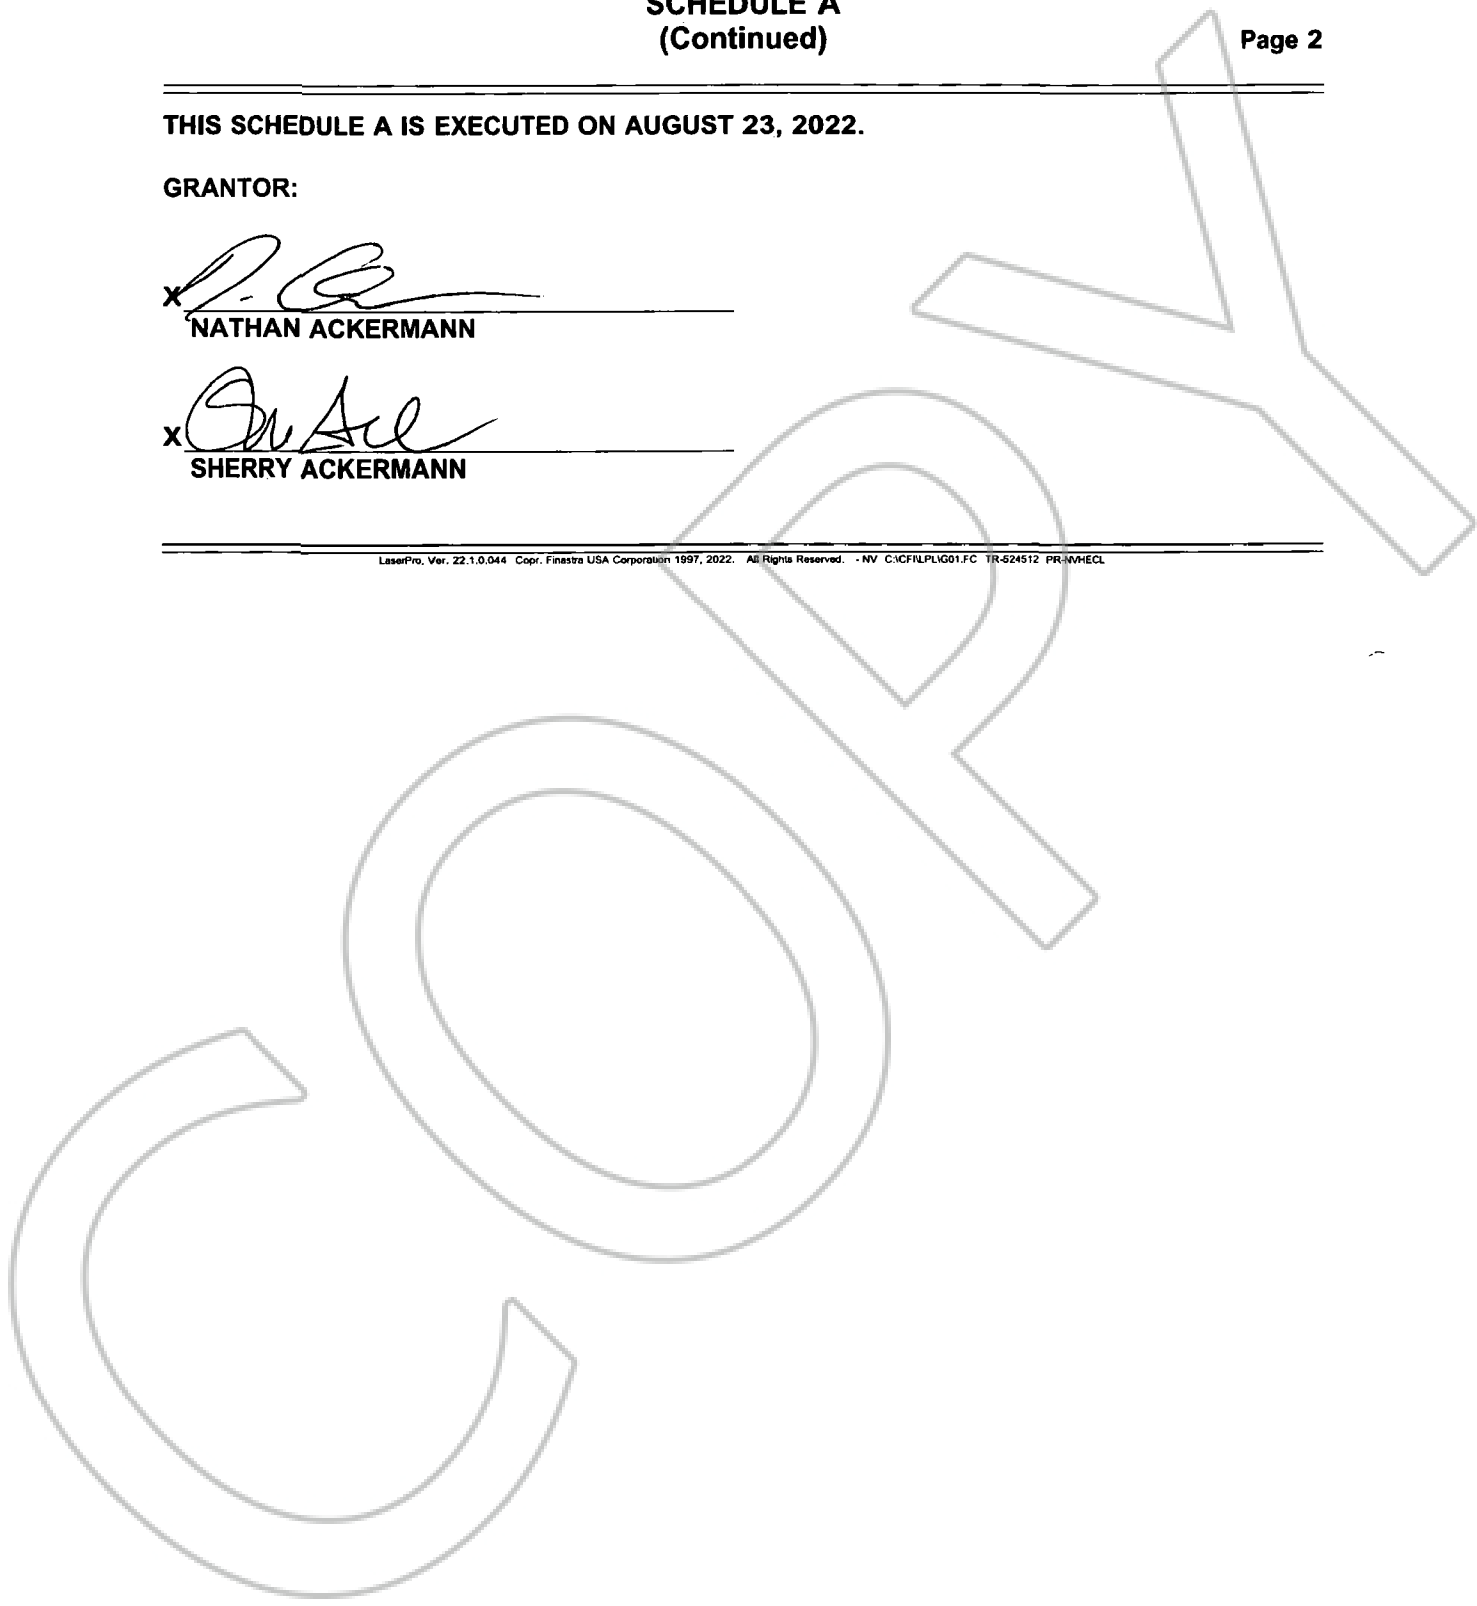 SCHEDULE A
(Continued)
Page 2
THIS SCHEDULE A IS EXECUTED ON AUGUST 23, 2022.
GRANTOR:
X
NATHAN ACKERMANN
X
SHERRY ACKERMANN
LaserPro, Ver. 22.1.0.044 Copr. Finastra USA Corporation 1997, 2022. All Rights Reserved. - NV C:\CFI\LPL\G01.FC TR-524512 PR-NVHECL
COPY